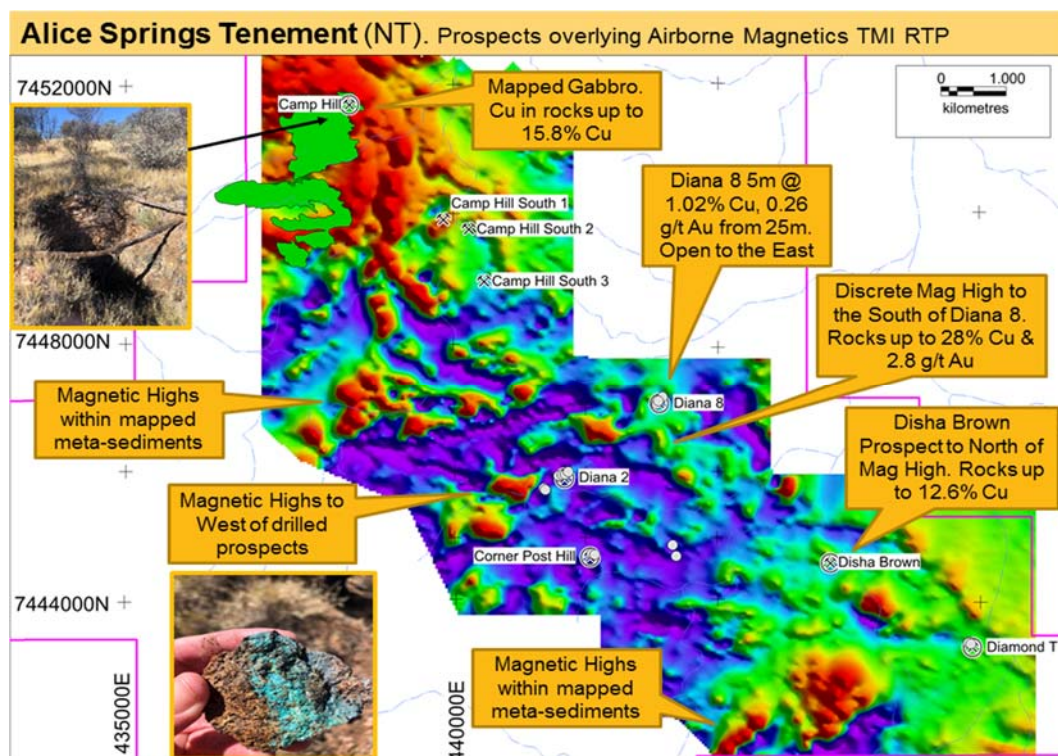 Alice Springs Tenement (NT). Prospects overlying Airborne Magnetics TMI RTP
7452000N
Camp Hill
Mapped Gabbro.
Cu in rocks up to
15.8% Cu
0 1.000
kilometres
Diana 8 5m @
1.02% Cu, 0.26
g/t Au from 25m.
Open to the East
Camp Hill South 1
Camp Hill South 2
Camp Hill South 3
Discrete Mag High to
the South of Diana 8.
Rocks up to 28% Cu &
2.8 g/t Au
7448000N
Magnetic Highs
within mapped
meta-sediments
Diana 8
Disha Brown
Prospect to North of
Mag High. Rocks up
to 12.6% Cu
Magnetic Highs to
West of drilled
prospects
Diana 2
Corner Post Hill
Disha Brown
7444000N
Diamond T
Magnetic Highs
within mapped
meta-sediments
435000E
440000E